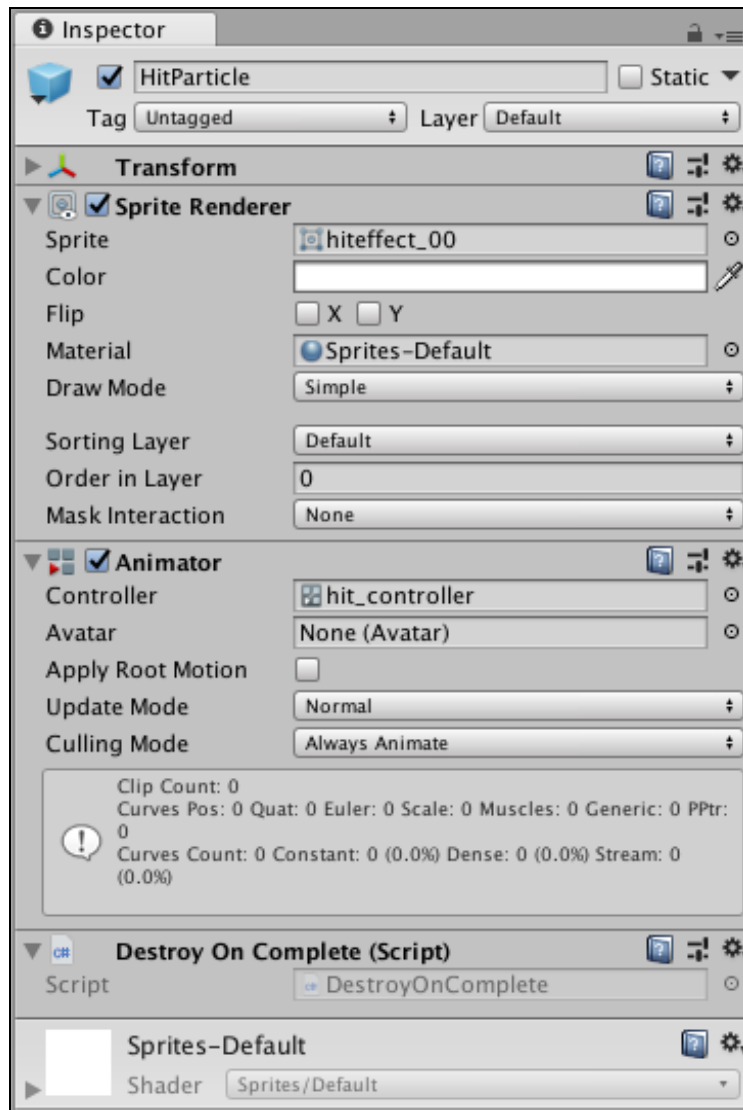 Inspector
HitParticle Static
Tag Untagged Layer Default
Transform
Sprite Renderer
Sprite hiteffect_00
Color
Flip X Y
Material Sprites-Default
Draw Mode Simple
Sorting Layer Default
Order in Layer 0
Mask Interaction None
Animator
Controller hit_controller
Avatar None (Avatar)
Apply Root Motion
Update Mode Normal
Culling Mode Always Animate
Clip Count: 0
Curves Pos: 0 Quat: 0 Euler: 0 Scale: 0 Muscles: 0 Generic: 0 PPtr:
0
Curves Count: 0 Constant: 0 (0.0%) Dense: 0 (0.0%) Stream: 0
(0.0%)
C# Destroy On Complete (Script)
Script DestroyOnComplete
Sprites-Default
Shader Sprites/Default